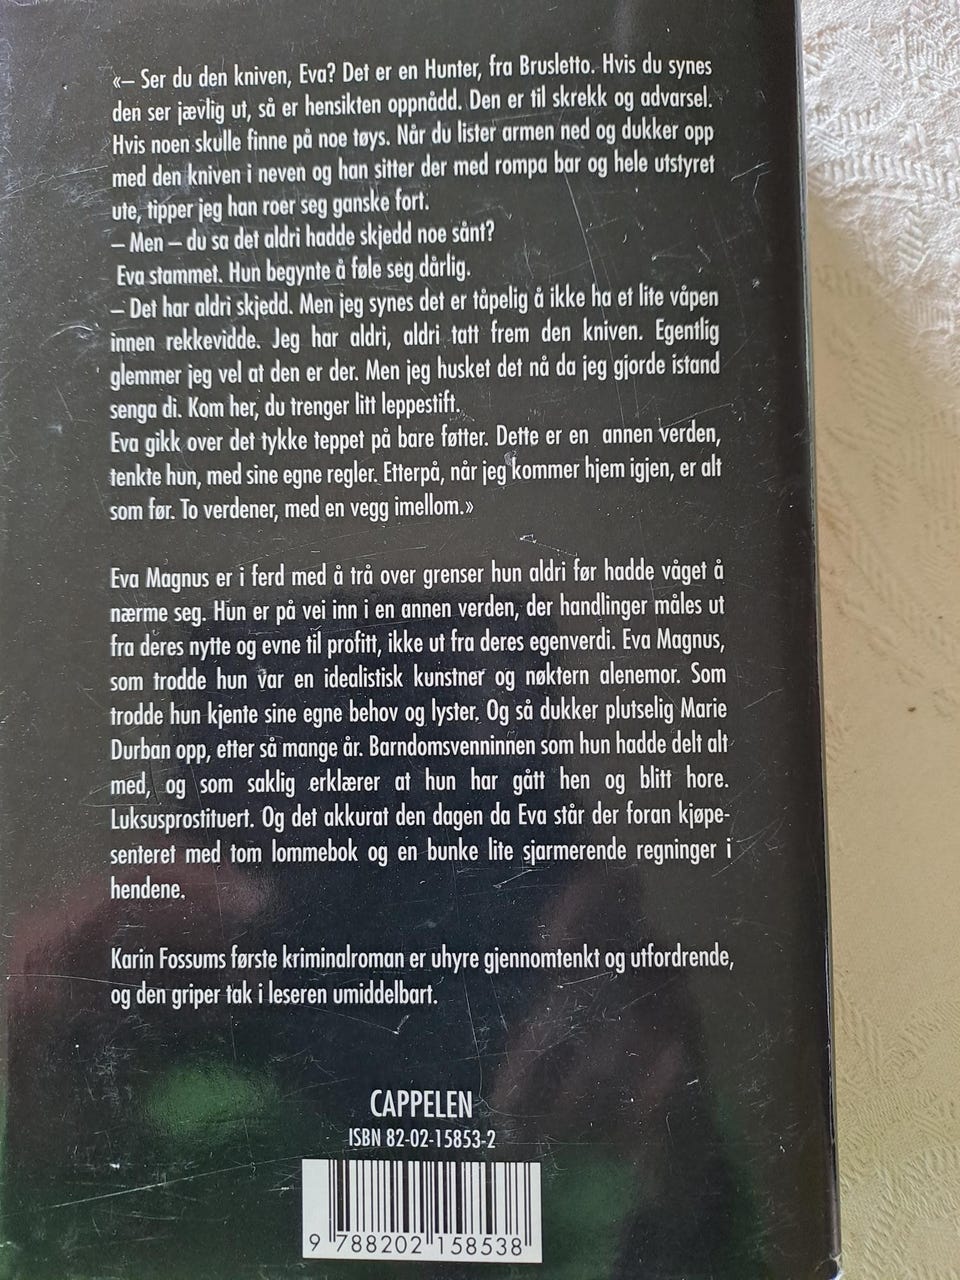 «– Ser du den kniven, Eva? Det er en Hunter, fra Brusletto. Hvis du synes
den ser jævlig ut, så er hensikten oppnådd. Den er til skrekk og advarsel.
Hvis noen skulle finne på noe tøys. Når du lister armen ned og dukker opp
med den kniven i neven og han sitter der med rompa bar og hele utstyret
ute, tipper jeg han roer seg ganske fort.
– Men – du sa det aldri hadde skjedd noe sånt?
Eva stammet. Hun begynte å føle seg dårlig.
– Det har aldri skjedd. Men jeg synes det er tåpelig å ikke ha et lite våpen
innen rekkevidde. Jeg har aldri, aldri tatt frem den kniven. Egentlig
glemmer jeg vel at den er der. Men jeg husket det nå da jeg gjorde istand
senga di. Kom her, du trenger litt leppestift.
Eva gikk over det tykke teppet på bare føtter. Dette er en annen verden,
tenkte hun, med sine egne regler. Etterpå, når jeg kommer hjem igjen, er alt
som før. To verdener, med en vegg imellom.»
Eva Magnus er i ferd med å trå over grenser hun aldri før hadde våget å
nærme seg. Hun er på vei inn i en annen verden, der handlinger måles ut
fra deres nytte og evne til profitt, ikke ut fra deres egenverdi. Eva Magnus,
som trodde hun var en idealistisk kunstner og nøktern alenemor. Som
trodde hun kjente sine egne behov og lyster. Og så dukker plutselig Marie
Durban opp, etter så mange år. Barndomsvenninnen som hun hadde delt alt
med, og som saklig erklærer at hun har gått hen og blitt hore.
Luksusprostituert. Og det akkurat den dagen da Eva står der foran kjøpe-
senteret med tom lommebok og en bunke lite sjarmerende regninger i
hendene.
Karin Fossums første kriminalroman er uhyre gjennomtenkt og utfordrende,
og den griper tak i leseren umiddelbart.
CAPPELEN
ISBN 82-02-15853-2
9 788202 158538